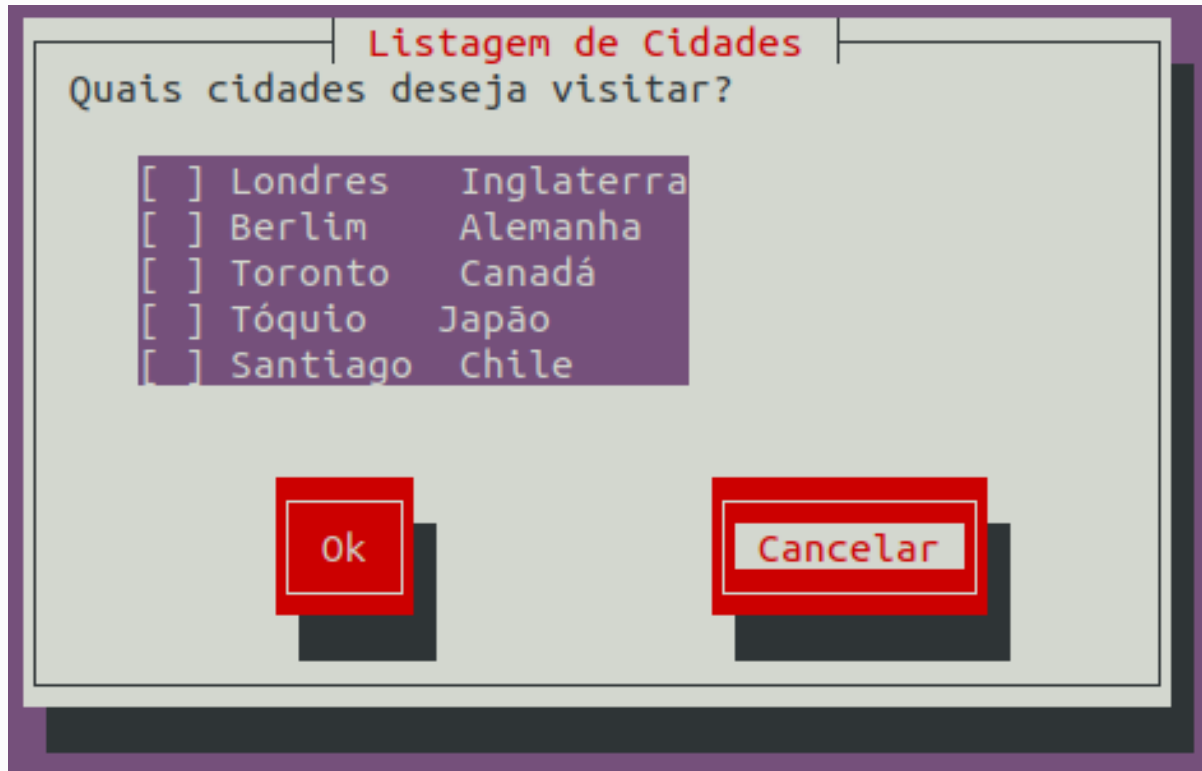 Listagem de Cidades
Quais cidades deseja visitar?
[ ] Londres   Inglaterra
[ ] Berlim    Alemanha
[ ] Toronto   Canadá
[ ] Tóquio   Japão
[ ] Santiago  Chile
Ok Cancelar